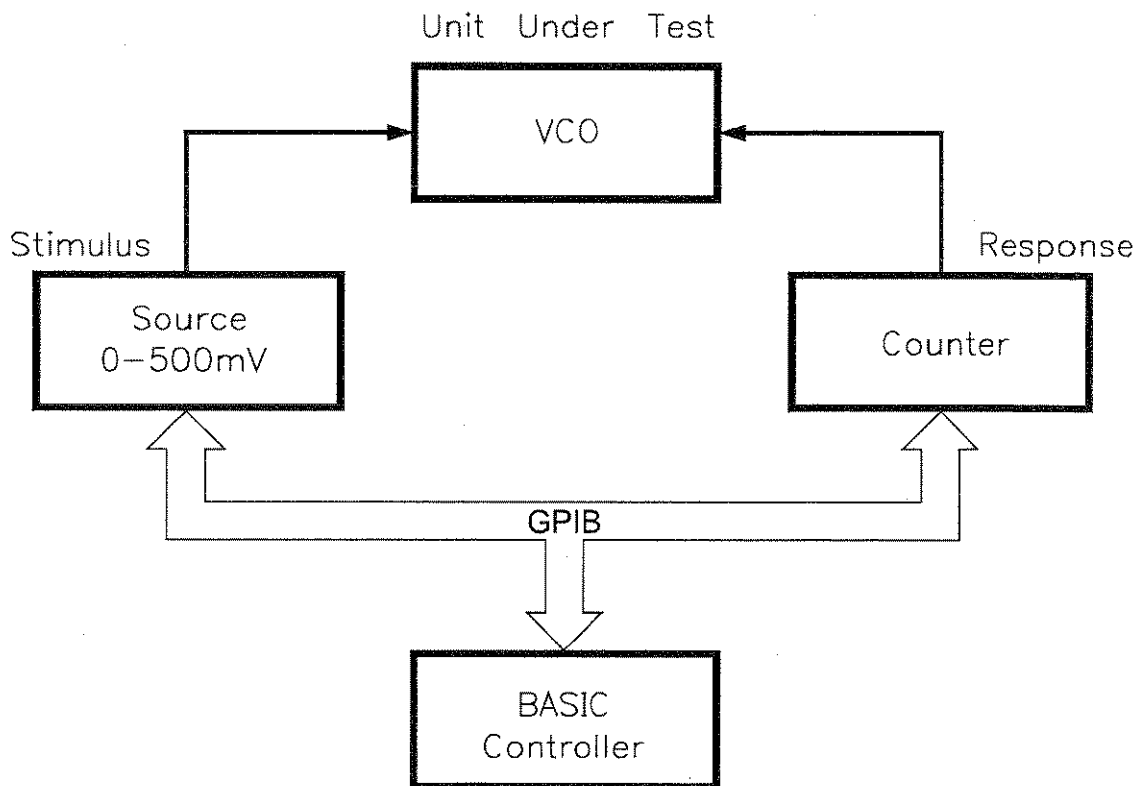 Unit Under Test
VCO
Stimulus
Response
Source
0-500mV
Counter
GPIB
BASIC
Controller